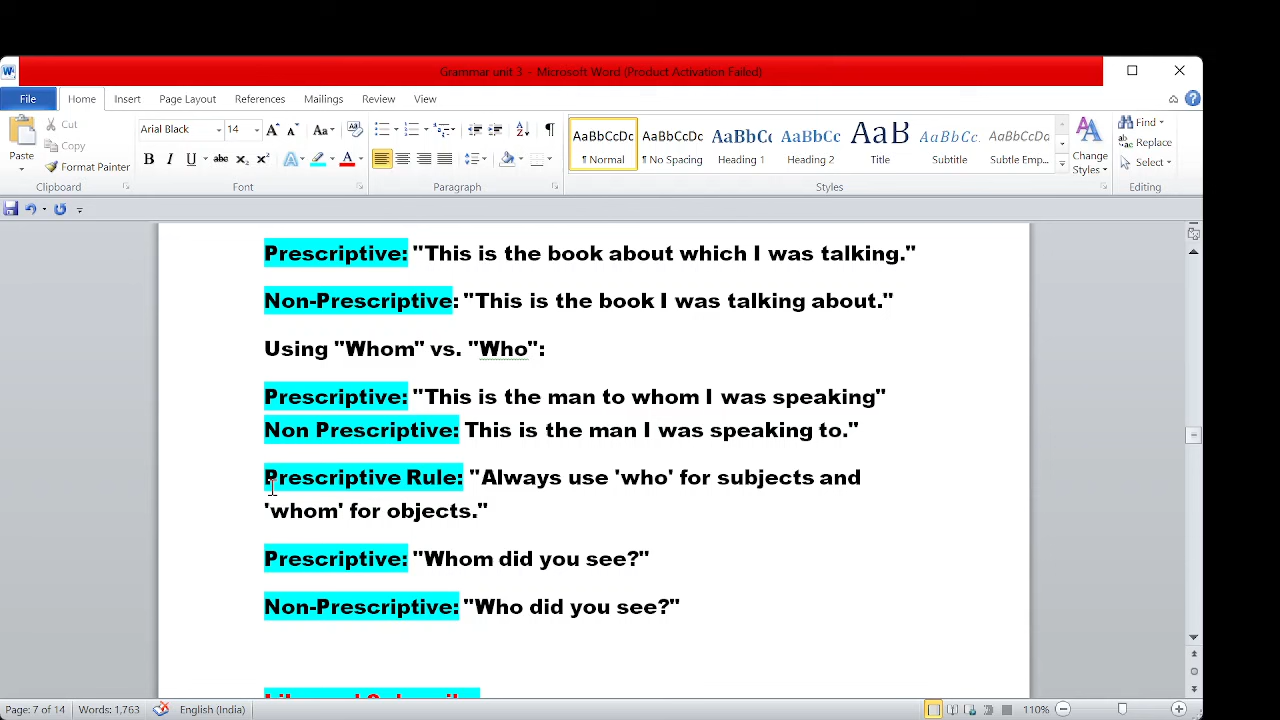 Grammar unit 3 - Microsoft Word (Product Activation Failed)
File Home Insert Page Layout References Mailings Review View
Paste Cut Copy Format Painter Clipboard
Arial Black 14 Font
Paragraph
AaBbCcDc AaBbCcDc AaBbCc AaBbCc AaB AaBbCc. AaBbCcDc
¶ Normal ¶ No Spacing Heading 1 Heading 2 Title Subtitle Subtle Emp...
Change Styles
Styles
Find Replace Select Editing
Prescriptive: "This is the book about which I was talking."
Non-Prescriptive: "This is the book I was talking about."
Using "Whom" vs. "Who":
Prescriptive: "This is the man to whom I was speaking"
Non Prescriptive: This is the man I was speaking to."
Prescriptive Rule: "Always use 'who' for subjects and
'whom' for objects."
Prescriptive: "Whom did you see?"
Non-Prescriptive: "Who did you see?"
Page: 7 of 14 Words: 1,763 English (India) 110%